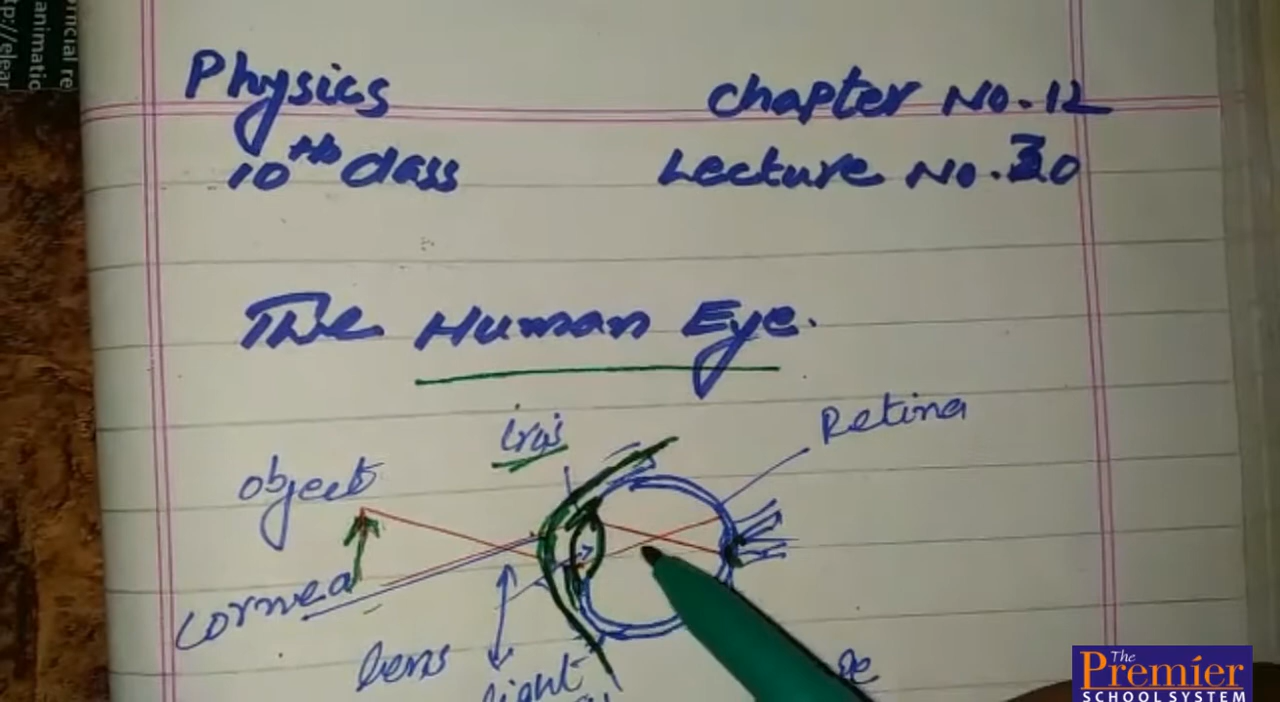 Physics
Chapter No. 12
10th class
Lecture No. 30
The Human Eye.
iris
Retina
object
cornea
lens
light
The
Premier
SCHOOL SYSTEM